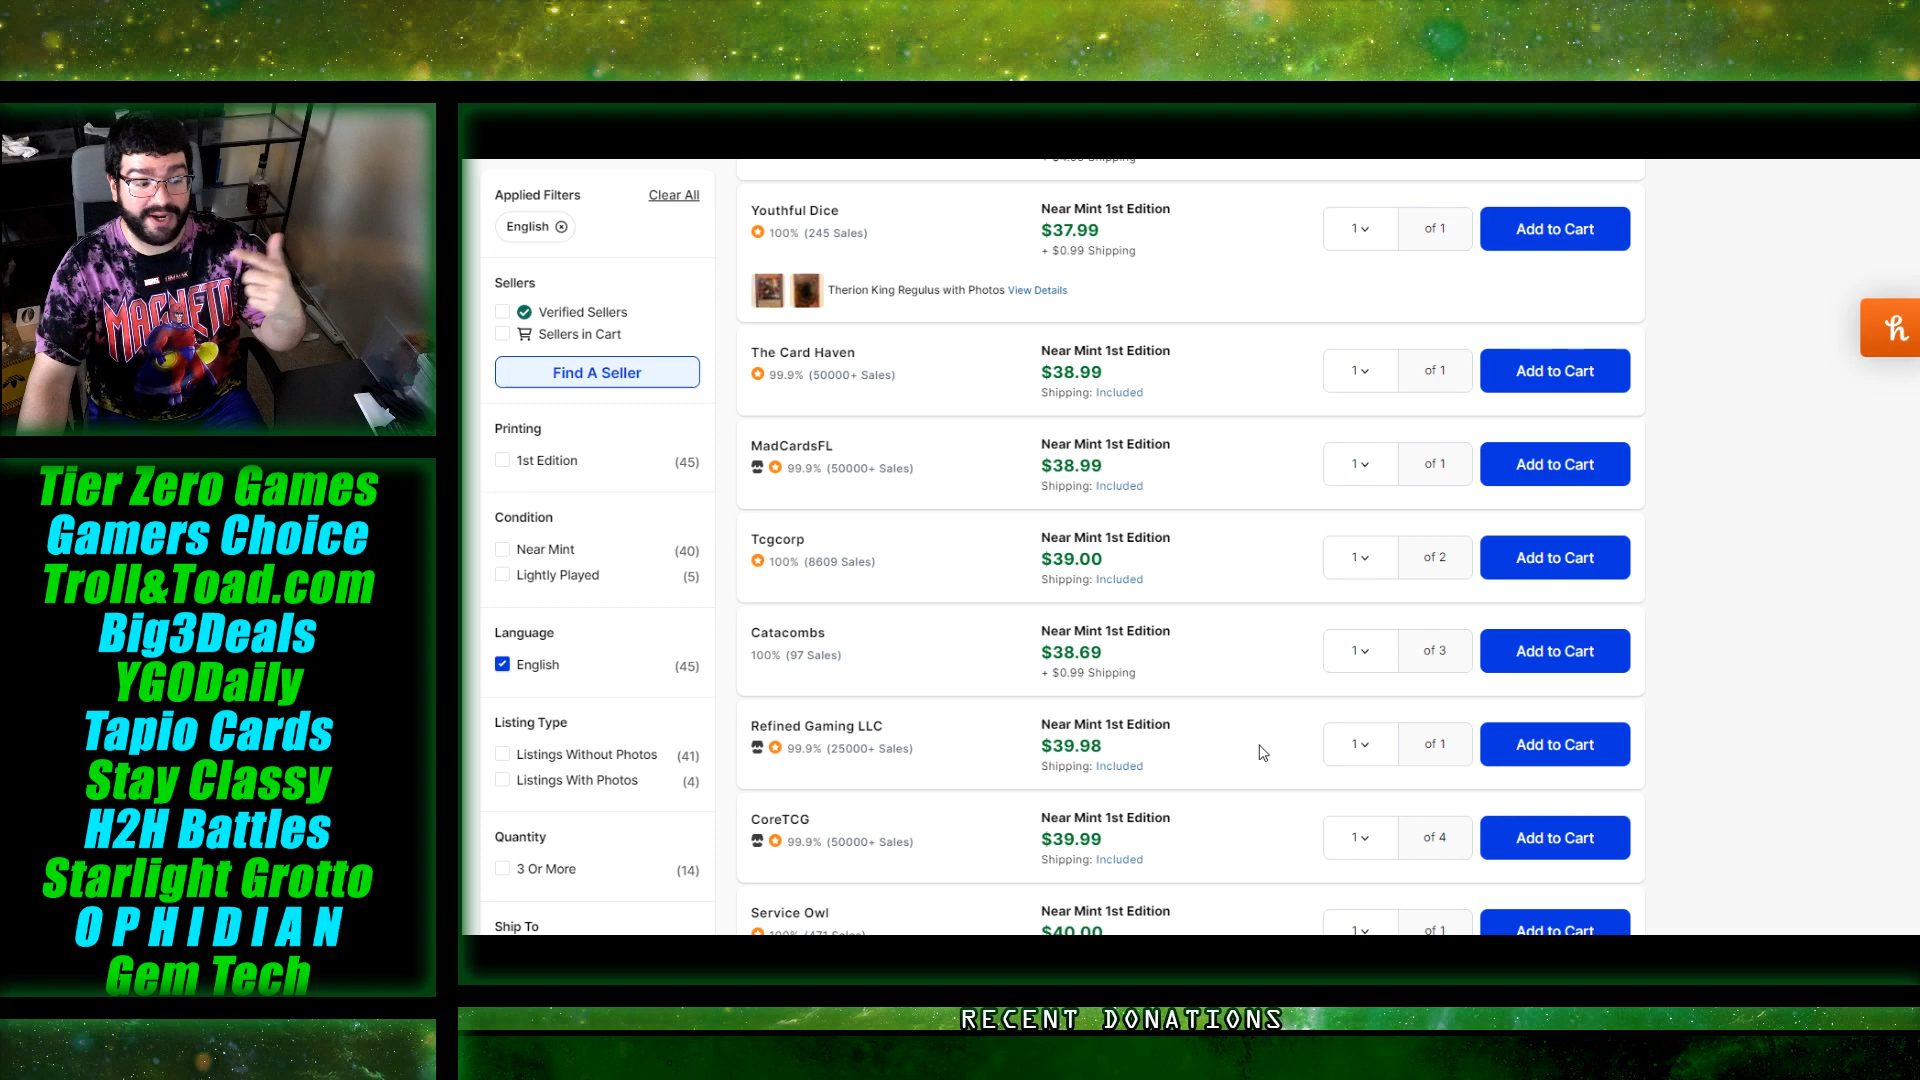 + $4.99 Shipping
Applied Filters
Clear All
English
Sellers
Verified Sellers
Sellers in Cart
Find A Seller
Printing
1st Edition (45)
Condition
Near Mint (40)
Lightly Played (5)
Language
English (45)
Listing Type
Listings Without Photos (41)
Listings With Photos (4)
Quantity
3 Or More (14)
Ship To
Youthful Dice
100% (245 Sales)
Near Mint 1st Edition
$37.99
+ $0.99 Shipping
1 of 1 Add to Cart
Therion King Regulus with Photos View Details
The Card Haven
99.9% (50000+ Sales)
Near Mint 1st Edition
$38.99
Shipping: Included
1 of 1 Add to Cart
MadCardsFL
99.9% (50000+ Sales)
Near Mint 1st Edition
$38.99
Shipping: Included
1 of 1 Add to Cart
Tcgcorp
100% (8609 Sales)
Near Mint 1st Edition
$39.00
Shipping: Included
1 of 2 Add to Cart
Catacombs
100% (97 Sales)
Near Mint 1st Edition
$38.69
+ $0.99 Shipping
1 of 3 Add to Cart
Refined Gaming LLC
99.9% (25000+ Sales)
Near Mint 1st Edition
$39.98
Shipping: Included
1 of 1 Add to Cart
CoreTCG
99.9% (50000+ Sales)
Near Mint 1st Edition
$39.99
Shipping: Included
1 of 4 Add to Cart
Service Owl
100% (471 Sales)
Near Mint 1st Edition
$40.00
1 of 1 Add to Cart
h
MARVEL
MAGNETO
Tier Zero Games
Gamers Choice
Troll&Toad.com
Big3Deals
YGODaily
Tapio Cards
Stay Classy
H2H Battles
Starlight Grotto
OPHIDIAN
Gem Tech
RECENT DONATIONS